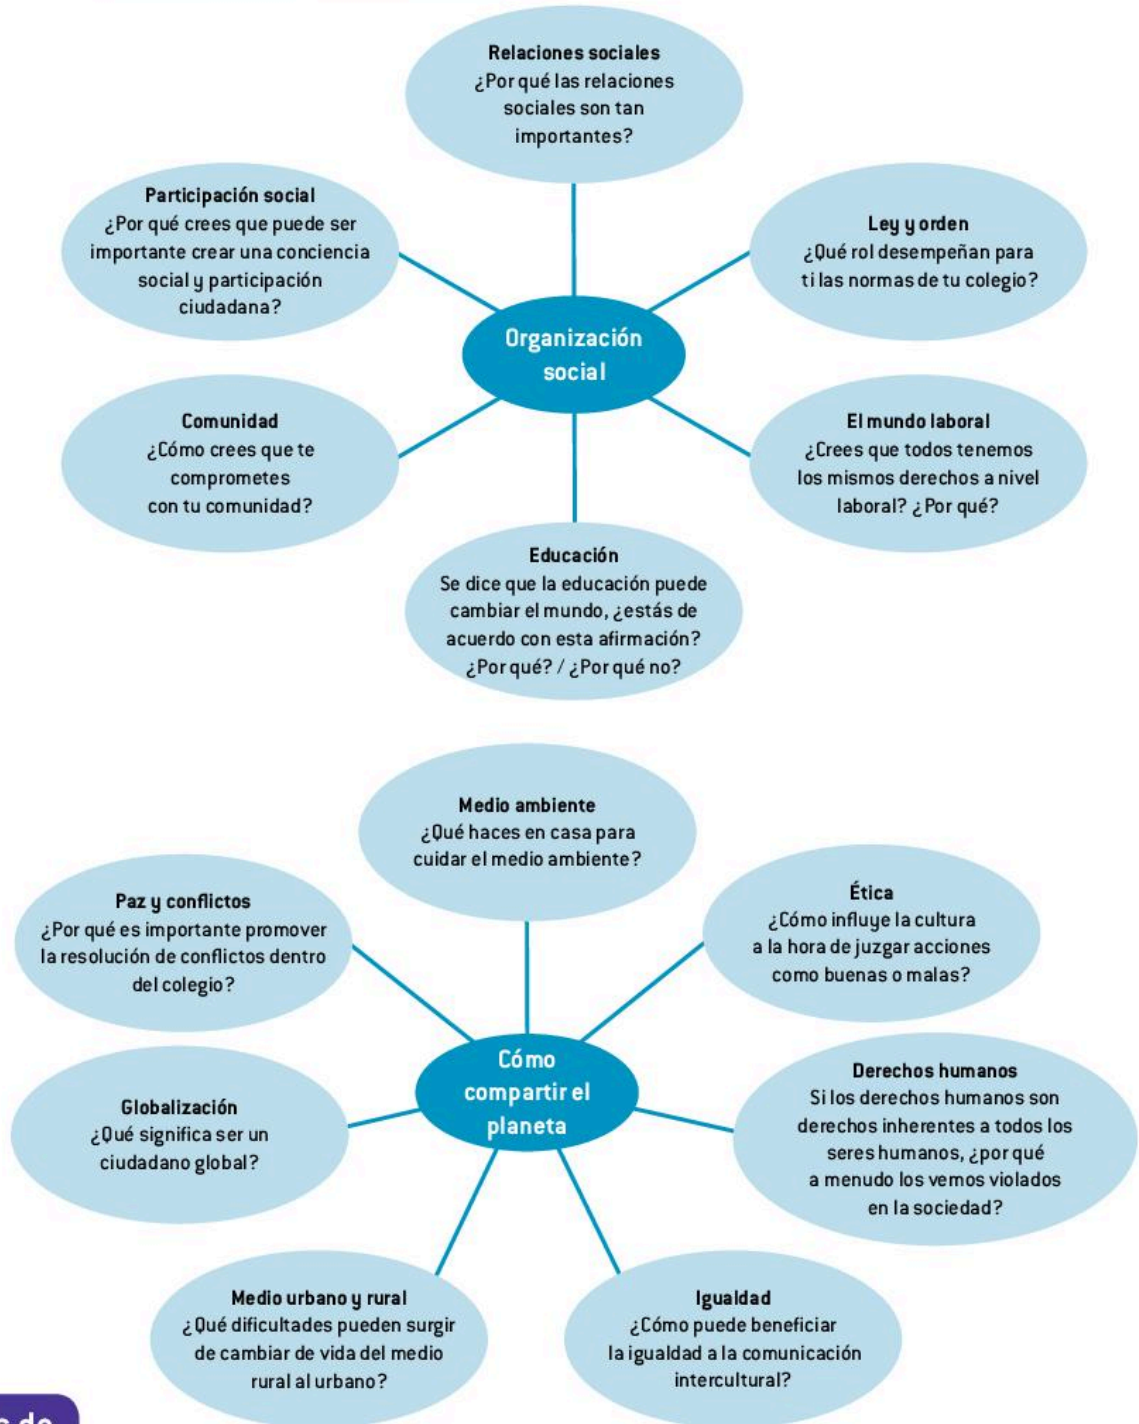 Relaciones sociales
¿Por qué las relaciones
sociales son tan
importantes?
Participación social
¿Por qué crees que puede ser
importante crear una conciencia
social y participación
ciudadana?
Ley y orden
¿Qué rol desempeñan para
ti las normas de tu colegio?
Organización
social
Comunidad
¿Cómo crees que te
comprometes
con tu comunidad?
El mundo laboral
¿Crees que todos tenemos
los mismos derechos a nivel
laboral? ¿Por qué?
Educación
Se dice que la educación puede
cambiar el mundo, ¿estás de
acuerdo con esta afirmación?
¿Por qué? / ¿Por qué no?
Medio ambiente
¿Qué haces en casa para
cuidar el medio ambiente?
Paz y conflictos
¿Por qué es importante promover
la resolución de conflictos dentro
del colegio?
Ética
¿Cómo influye la cultura
a la hora de juzgar acciones
como buenas o malas?
Cómo
compartir el
planeta
Globalización
¿Qué significa ser un
ciudadano global?
Derechos humanos
Si los derechos humanos son
derechos inherentes a todos los
seres humanos, ¿por qué
a menudo los vemos violados
en la sociedad?
Medio urbano y rural
¿Qué dificultades pueden surgir
de cambiar de vida del medio
rural al urbano?
Igualdad
¿Cómo puede beneficiar
la igualdad a la comunicación
intercultural?
de